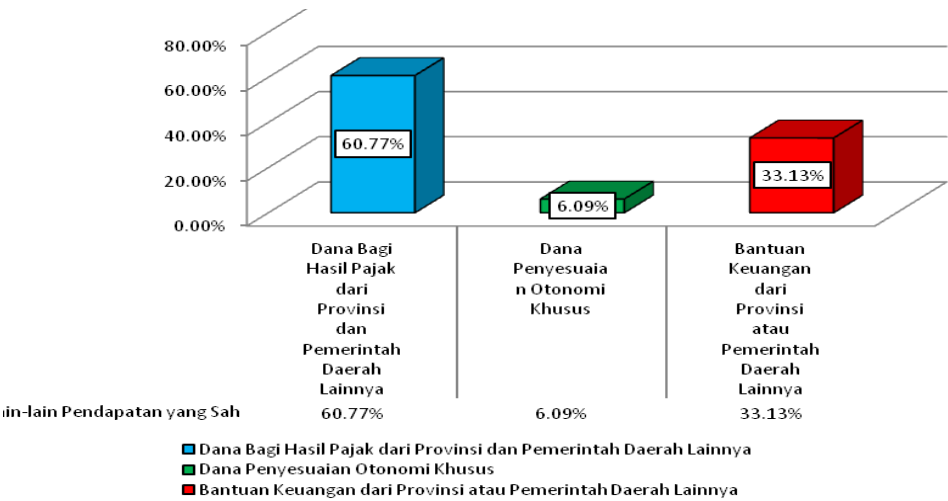 80.00%
60.00%
40.00%
20.00%
0.00%
60.77%
6.09%
33.13%
Dana Bagi
Hasil Pajak
dari
Provinsi
dan
Pemerintah
Daerah
Lainnya
Dana
Penyesuaia
n Otonomi
Khusus
Bantuan
Keuangan
dari
Provinsi
atau
Pemerintah
Daerah
Lainnya
in-lain Pendapatan yang Sah 60.77% 6.09% 33.13%
Dana Bagi Hasil Pajak dari Provinsi dan Pemerintah Daerah Lainnya
Dana Penyesuaian Otonomi Khusus
Bantuan Keuangan dari Provinsi atau Pemerintah Daerah Lainnya